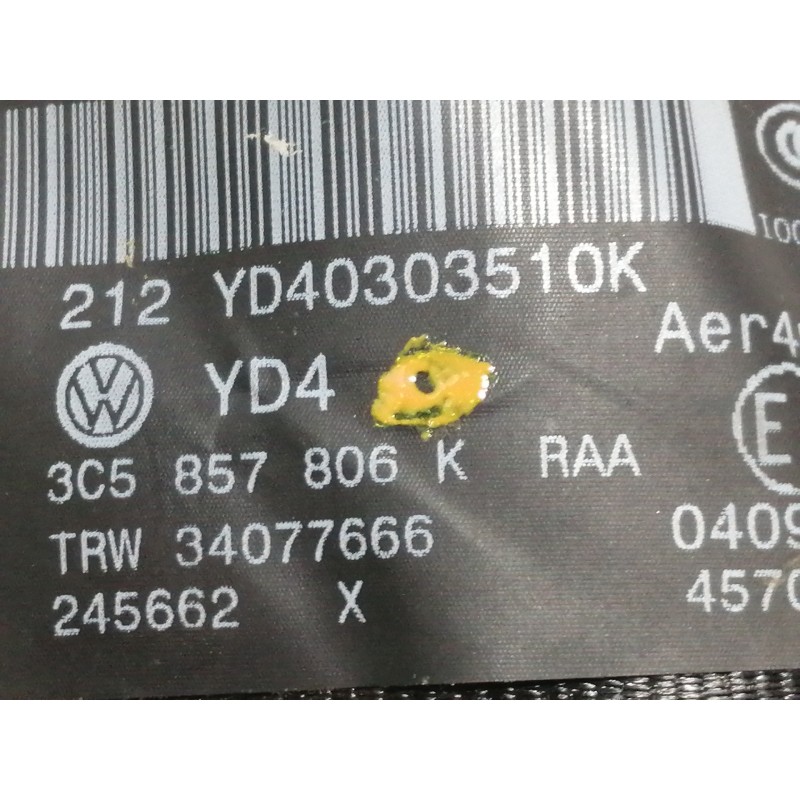 212 YD40303510K
YD4
3C5 857 806 K RAA
TRW 34077666
245662 X
Aer4
E
0409
4570